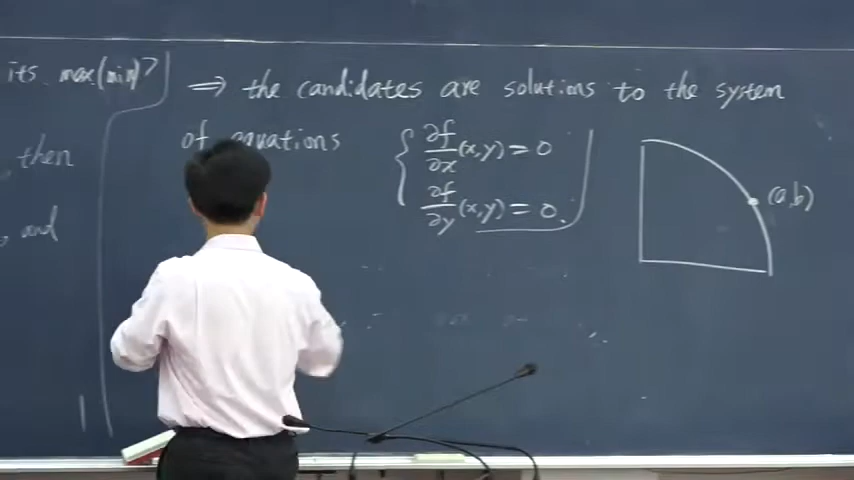 its max(min)?
then
and
⇒ the candidates are solutions to the system
of equations
∂f/∂x (x,y) = 0
∂f/∂y (x,y) = 0.
(a,b)